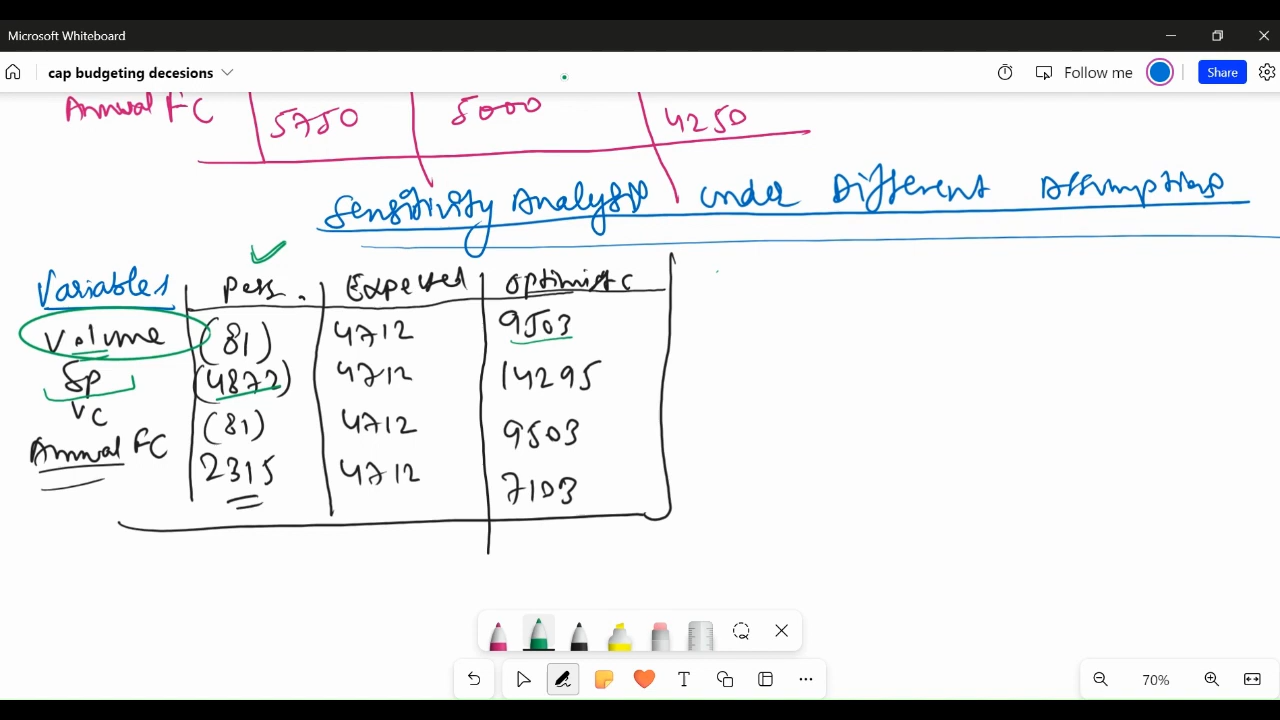 Microsoft Whiteboard
cap budgeting decesions
Follow me
Share
Annual FC 5750 5000 4250
Sensitivity Analysis under Different Assumptions
Variables Pess. Expected Optimistic
Volume (81) 4712 9503
SP (4872) 4712 14295
VC (81) 4712 9503
Annual FC 2315 4712 7103
T
70%